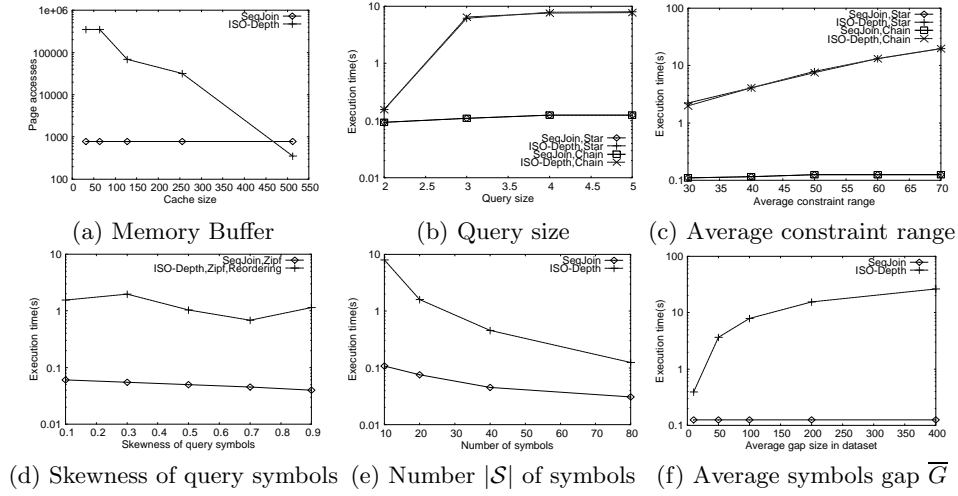 1e+06
100000
10000
1000
100
0 50 100 150 200 250 300 350 400 450 500 550
Page accesses
Cache size
SeqJoin
ISO-Depth
(a) Memory Buffer
10
1
0.1
0.01
2 2.5 3 3.5 4 4.5 5
Execution time(s)
Query size
SeqJoin,Star
ISO-Depth,Star
SeqJoin,Chain
ISO-Depth,Chain
(b) Query size
100
10
1
0.1
30 35 40 45 50 55 60 65 70
Execution time(s)
Average constraint range
SeqJoin,Star
ISO-Depth,Star
SeqJoin,Chain
ISO-Depth,Chain
(c) Average constraint range
10
1
0.1
0.01
0.1 0.2 0.3 0.4 0.5 0.6 0.7 0.8 0.9
Execution time(s)
Skewness of query symbols
SeqJoin,Zipf
ISO-Depth,Zipf,Reordering
(d) Skewness of query symbols
10
1
0.1
0.01
10 20 30 40 50 60 70 80
Execution time(s)
Number of symbols
SeqJoin
ISO-Depth
(e) Number |S| of symbols
100
10
1
0.1
0 50 100 150 200 250 300 350 400
Execution time(s)
Average gap size in dataset
SeqJoin
ISO-Depth
(f) Average symbols gap G̅